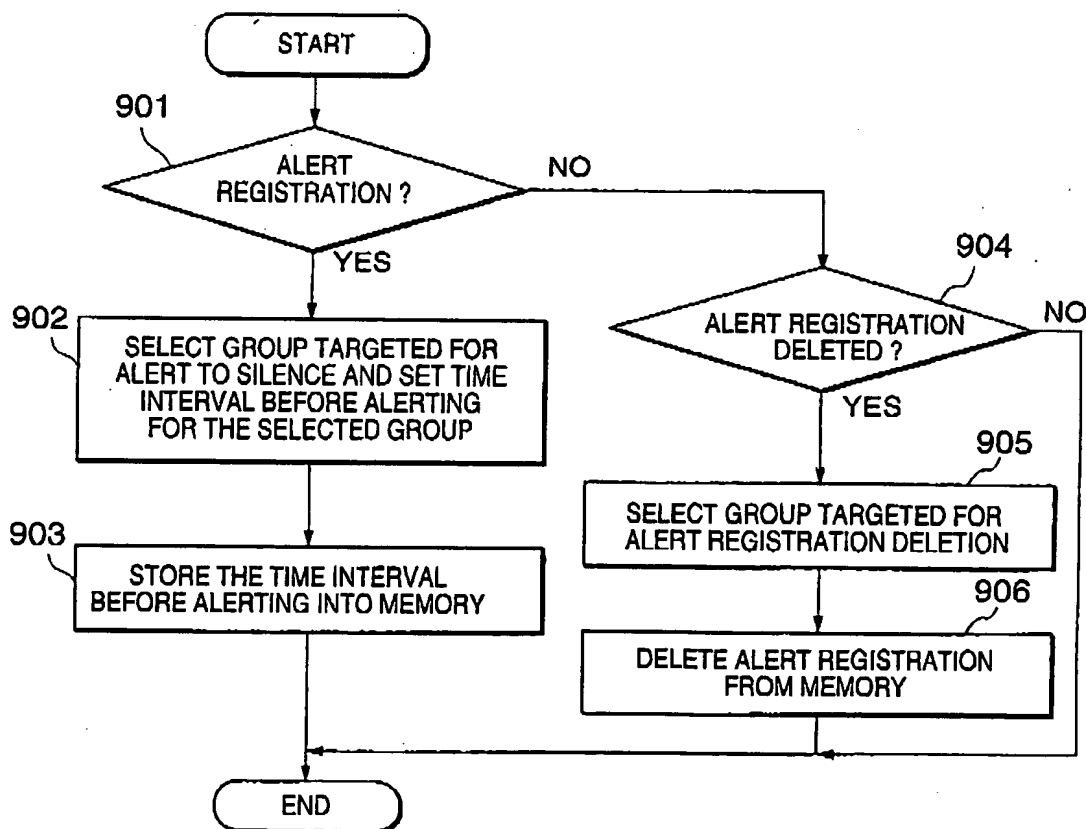 START
901
ALERT
REGISTRATION ?
NO
YES
904
902
SELECT GROUP TARGETED FOR
ALERT TO SILENCE AND SET TIME
INTERVAL BEFORE ALERTING
FOR THE SELECTED GROUP
ALERT REGISTRATION
DELETED ?
NO
YES
905
SELECT GROUP TARGETED FOR
ALERT REGISTRATION DELETION
903
STORE THE TIME INTERVAL
BEFORE ALERTING INTO MEMORY
906
DELETE ALERT REGISTRATION
FROM MEMORY
END